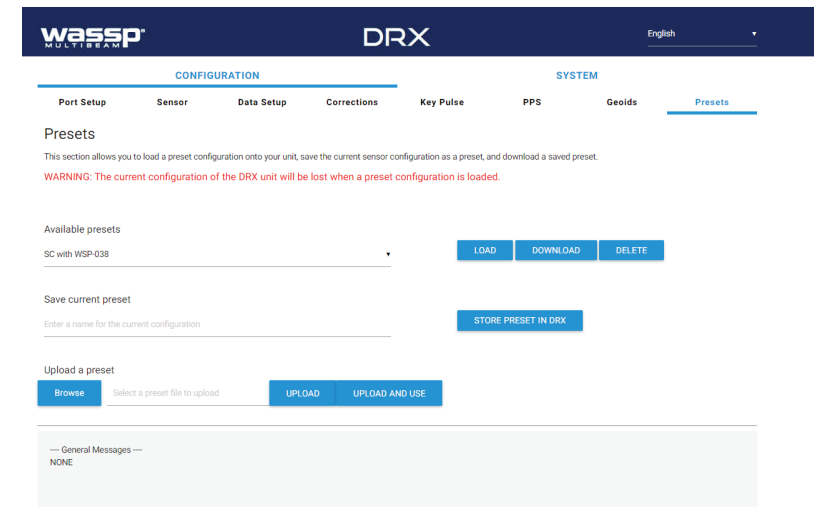 wassp
MULTIBEAM
DRX
English
CONFIGURATION
SYSTEM
Port Setup
Sensor
Data Setup
Corrections
Key Pulse
PPS
Geoids
Presets
Presets
This section allows you to load a preset configuration onto your unit, save the current sensor configuration as a preset, and download a saved preset.
WARNING: The current configuration of the DRX unit will be lost when a preset configuration is loaded.
Available presets
SC with WSP-038
LOAD
DOWNLOAD
DELETE
Save current preset
Enter a name for the current configuration
STORE PRESET IN DRX
Upload a preset
Browse
Select a preset file to upload
UPLOAD
UPLOAD AND USE
--- General Messages ---
NONE